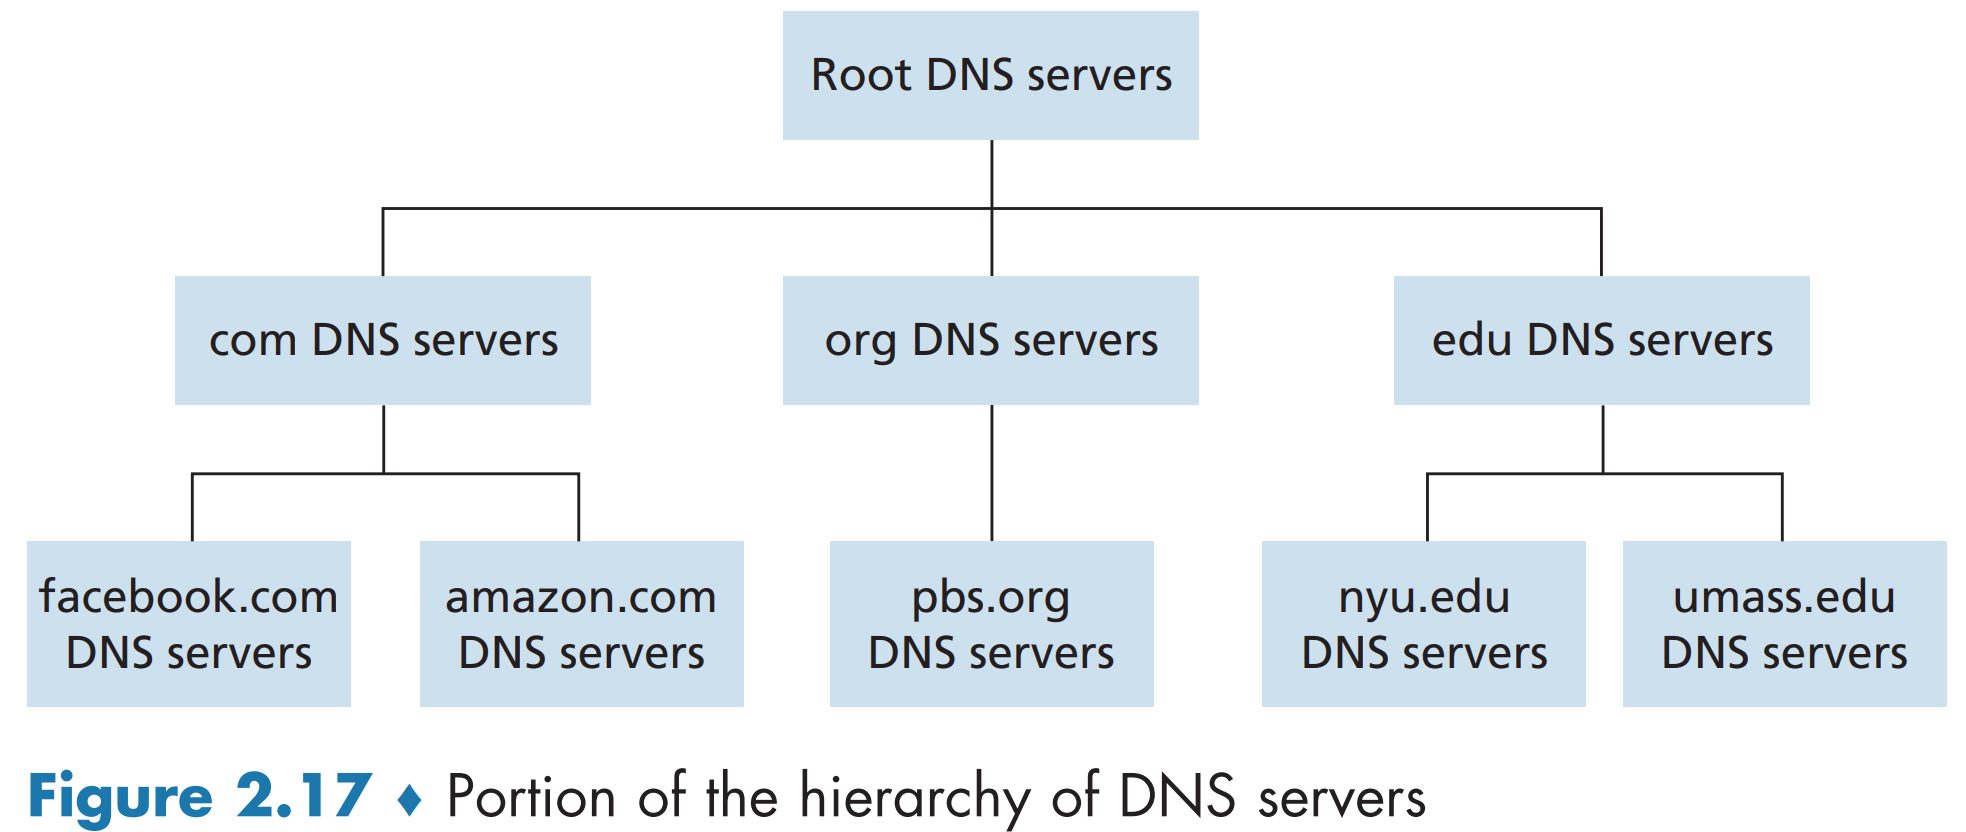 Root DNS servers
com DNS servers
org DNS servers
edu DNS servers
facebook.com
DNS servers
amazon.com
DNS servers
pbs.org
DNS servers
nyu.edu
DNS servers
umass.edu
DNS servers
Figure 2.17 ♦ Portion of the hierarchy of DNS servers